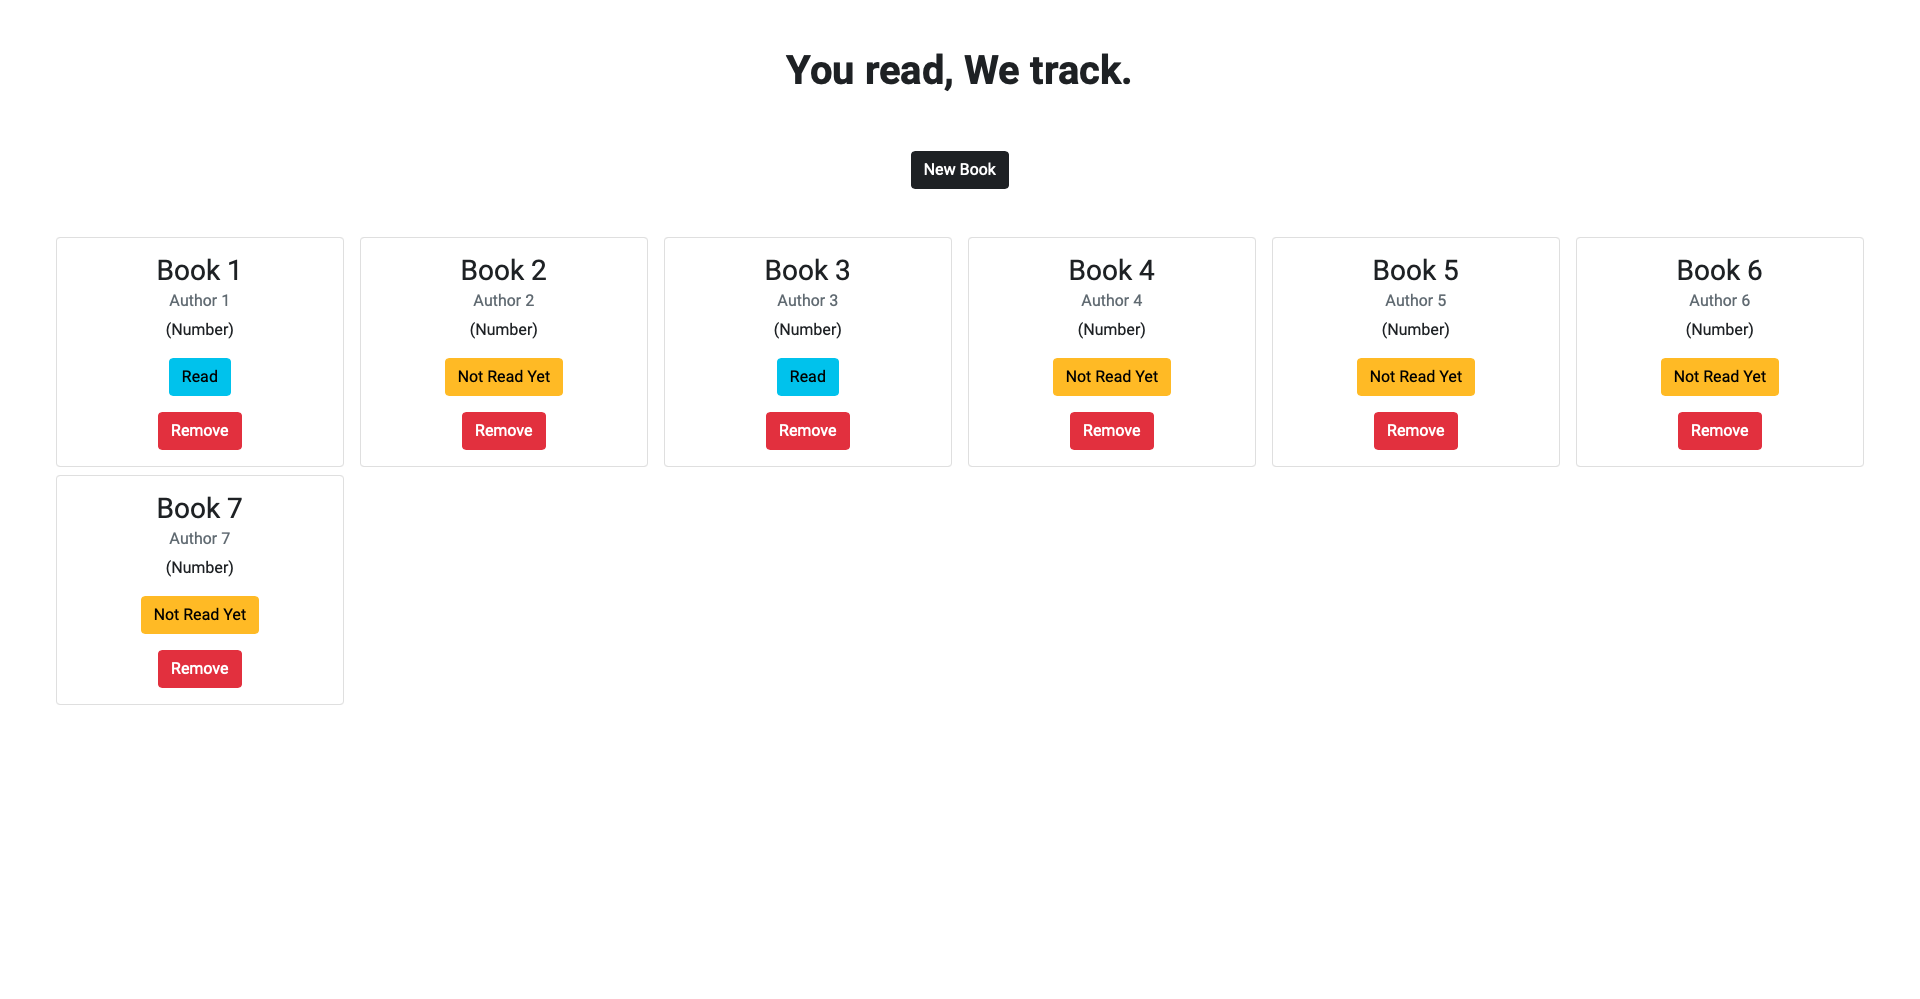 You read, We track.
New Book
Book 1
Author 1
(Number)
Read
Remove
Book 2
Author 2
(Number)
Not Read Yet
Remove
Book 3
Author 3
(Number)
Read
Remove
Book 4
Author 4
(Number)
Not Read Yet
Remove
Book 5
Author 5
(Number)
Not Read Yet
Remove
Book 6
Author 6
(Number)
Not Read Yet
Remove
Book 7
Author 7
(Number)
Not Read Yet
Remove